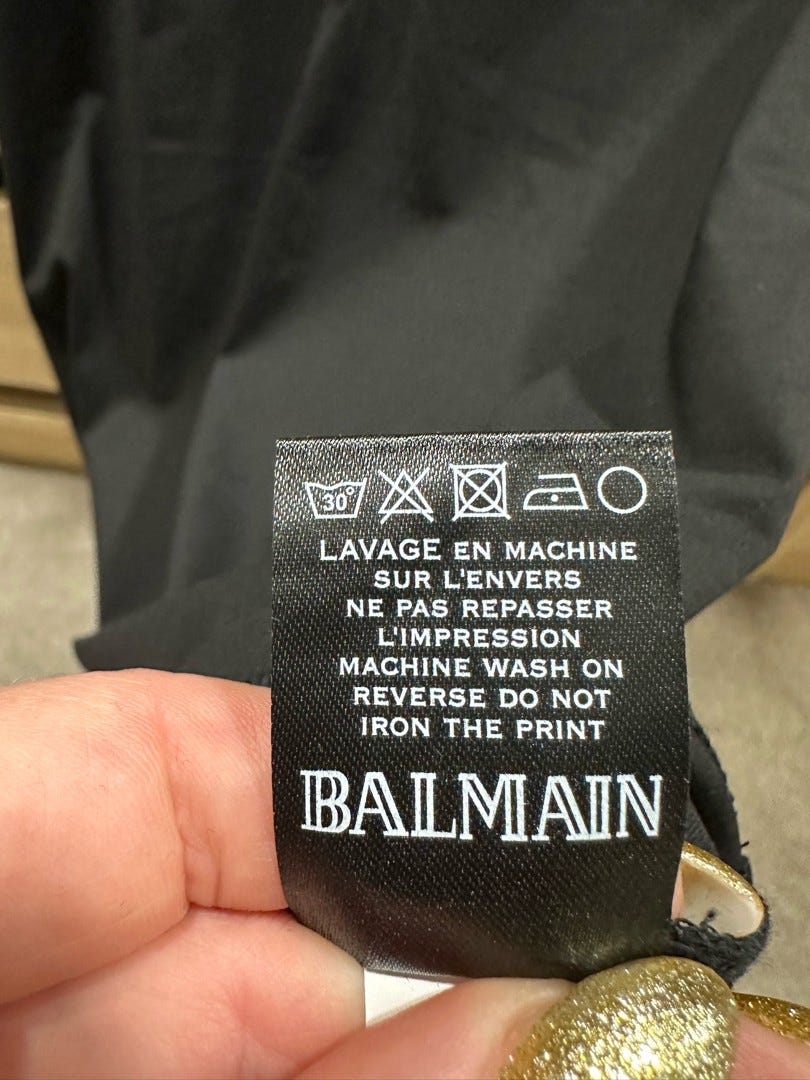 30°
LAVAGE EN MACHINE
SUR L'ENVERS
NE PAS REPASSER
L'IMPRESSION
MACHINE WASH ON
REVERSE DO NOT
IRON THE PRINT
BALMAIN